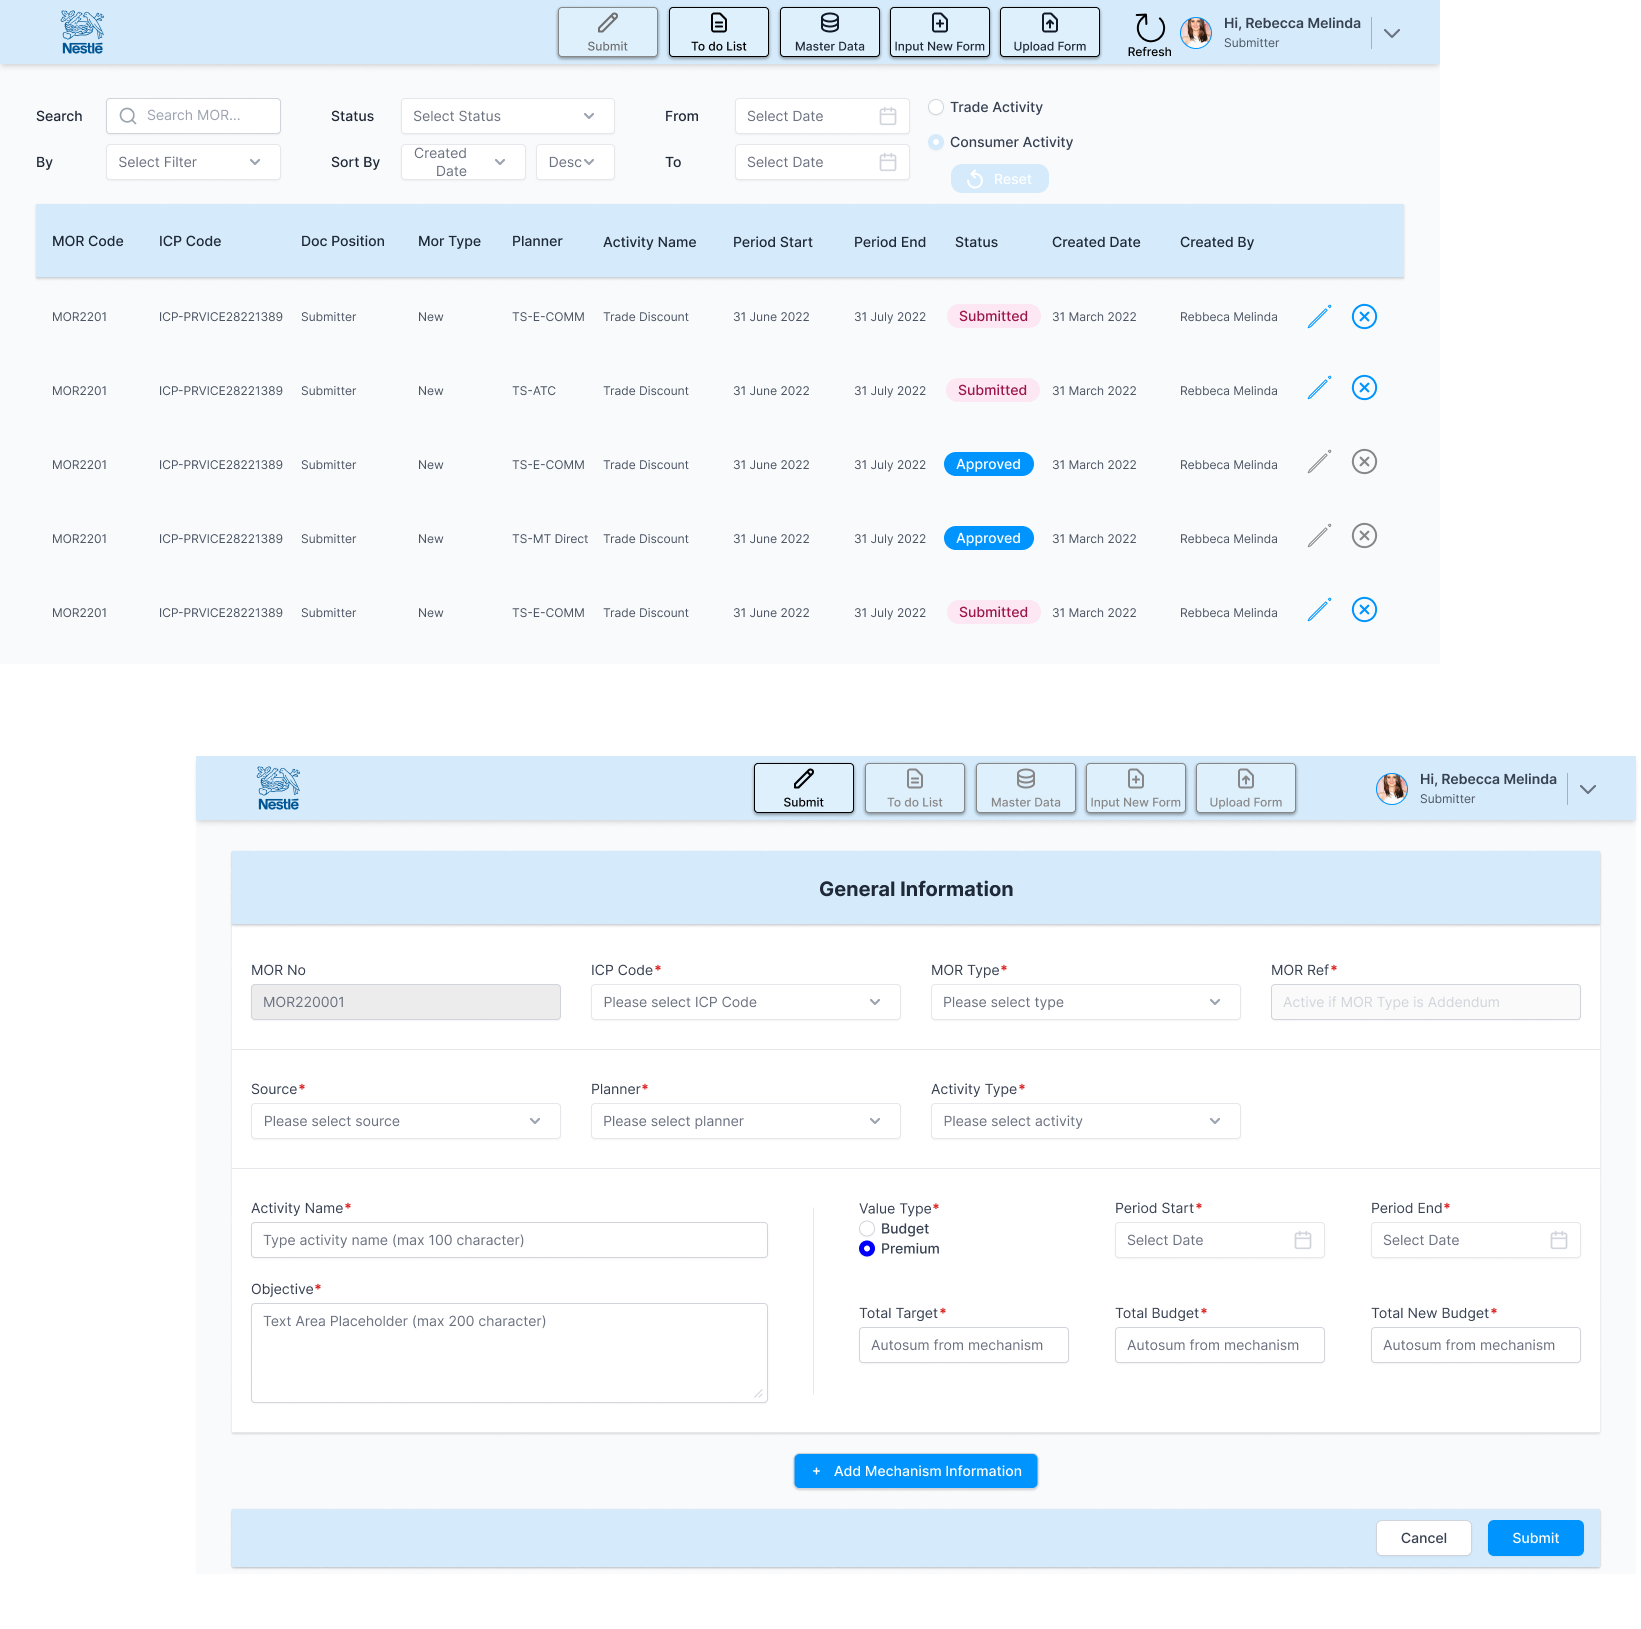 Nestlé
Submit
To do List
Master Data
Input New Form
Upload Form
Refresh
Hi, Rebecca Melinda
Submitter
Search
Search MOR...
Status
Select Status
From
Select Date
Trade Activity
Consumer Activity
By
Select Filter
Sort By
Created
Date
Desc
To
Select Date
Reset
MOR Code ICP Code Doc Position Mor Type Planner Activity Name Period Start Period End Status Created Date Created By
MOR2201 ICP-PRVICE28221389 Submitter New TS-E-COMM Trade Discount 31 June 2022 31 July 2022 Submitted 31 March 2022 Rebbeca Melinda
MOR2201 ICP-PRVICE28221389 Submitter New TS-ATC Trade Discount 31 June 2022 31 July 2022 Submitted 31 March 2022 Rebbeca Melinda
MOR2201 ICP-PRVICE28221389 Submitter New TS-E-COMM Trade Discount 31 June 2022 31 July 2022 Approved 31 March 2022 Rebbeca Melinda
MOR2201 ICP-PRVICE28221389 Submitter New TS-MT Direct Trade Discount 31 June 2022 31 July 2022 Approved 31 March 2022 Rebbeca Melinda
MOR2201 ICP-PRVICE28221389 Submitter New TS-E-COMM Trade Discount 31 June 2022 31 July 2022 Submitted 31 March 2022 Rebbeca Melinda
Nestlé
Submit
To do List
Master Data
Input New Form
Upload Form
Hi, Rebecca Melinda
Submitter
General Information
MOR No
MOR220001
ICP Code*
Please select ICP Code
MOR Type*
Please select type
MOR Ref*
Active if MOR Type is Addendum
Source*
Please select source
Planner*
Please select planner
Activity Type*
Please select activity
Activity Name*
Type activity name (max 100 character)
Objective*
Text Area Placeholder (max 200 character)
Value Type*
Budget
Premium
Period Start*
Select Date
Period End*
Select Date
Total Target*
Autosum from mechanism
Total Budget*
Autosum from mechanism
Total New Budget*
Autosum from mechanism
+ Add Mechanism Information
Cancel
Submit